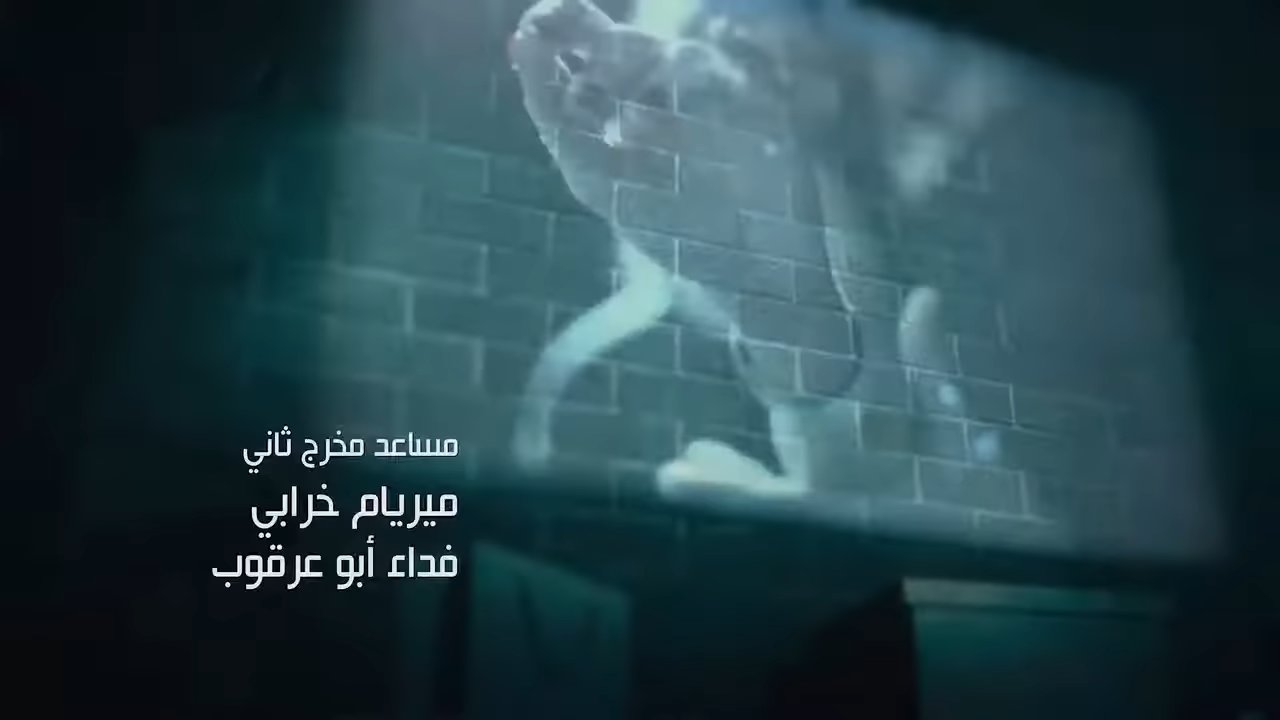 مساعد مخرج ثاني
ميريام خرابي
فداء أبو عرقوب